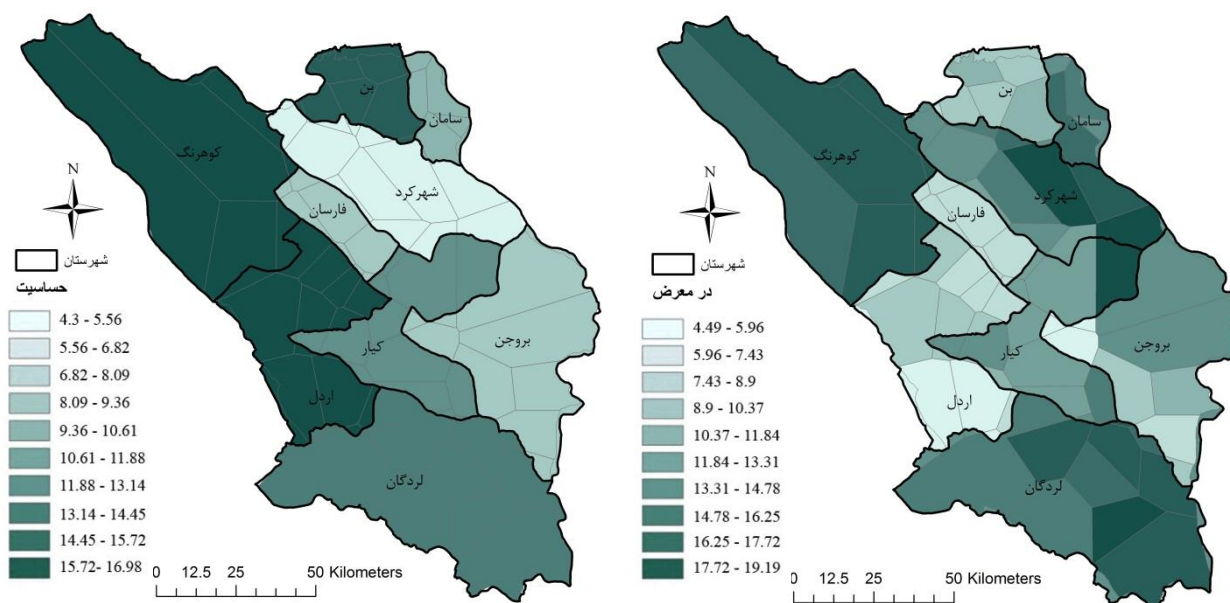 بن
سامان
کوهرنگ
شهرکرد
فارسان
N
شهرستان
حساسیت
4.3 - 5.56
5.56 - 6.82
6.82 - 8.09
8.09 - 9.36
9.36 - 10.61
10.61 - 11.88
11.88 - 13.14
13.14 - 14.45
14.45 - 15.72
15.72- 16.98
بروجن
کیار
اردل
لردگان
0 12.5 25 50 Kilometers
بن
سامان
کوهرنگ
شهرکرد
فارسان
N
شهرستان
در معرض
4.49 - 5.96
5.96 - 7.43
7.43 - 8.9
8.9 - 10.37
10.37 - 11.84
11.84 - 13.31
13.31 - 14.78
14.78 - 16.25
16.25 - 17.72
17.72 - 19.19
بروجن
کیار
اردل
لردگان
0 12.5 25 50 Kilometers